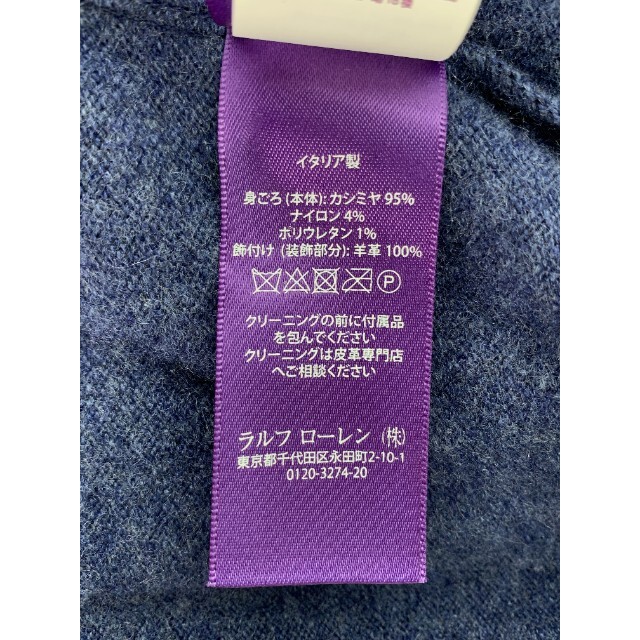 イタリア製
身ごろ (本体): カシミヤ 95%
ナイロン 4%
ポリウレタン 1%
飾付け (装飾部分): 羊革 100%
P
クリーニングの前に付属品
を包んでください
クリーニングは皮革専門店
へご相談ください
ラルフ ローレン (株)
東京都千代田区永田町2-10-1
0120-3274-20